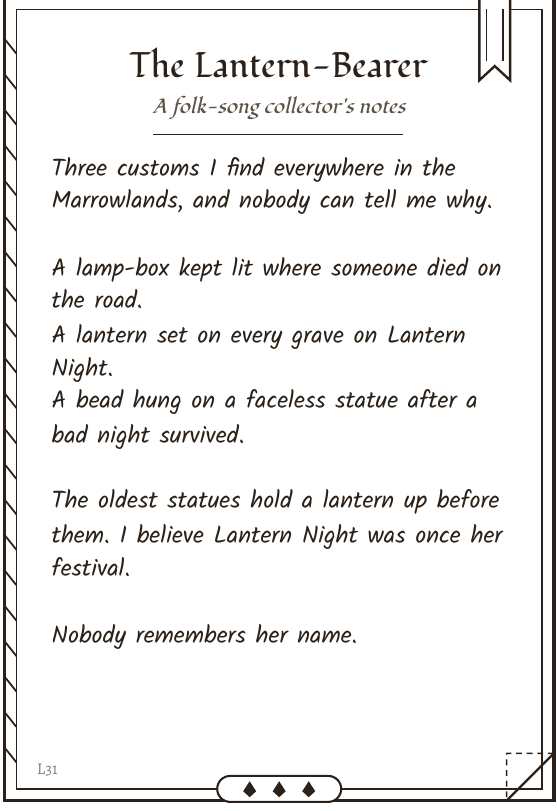 The Lantern-Bearer
A folk-song collector's notes
Three customs I find everywhere in the
Marrowlands, and nobody can tell me why.
A lamp-box kept lit where someone died on
the road.
A lantern set on every grave on Lantern
Night.
A bead hung on a faceless statue after a
bad night survived.
The oldest statues hold a lantern up before
them. I believe Lantern Night was once her
festival.
Nobody remembers her name.
L31